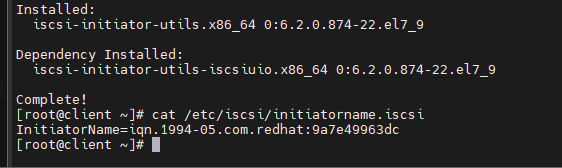 Installed:
  iscsi-initiator-utils.x86_64 0:6.2.0.874-22.el7_9

Dependency Installed:
  iscsi-initiator-utils-iscsiuio.x86_64 0:6.2.0.874-22.el7_9

Complete!
[root@client ~]# cat /etc/iscsi/initiatorname.iscsi
InitiatorName=iqn.1994-05.com.redhat:9a7e49963dc
[root@client ~]#